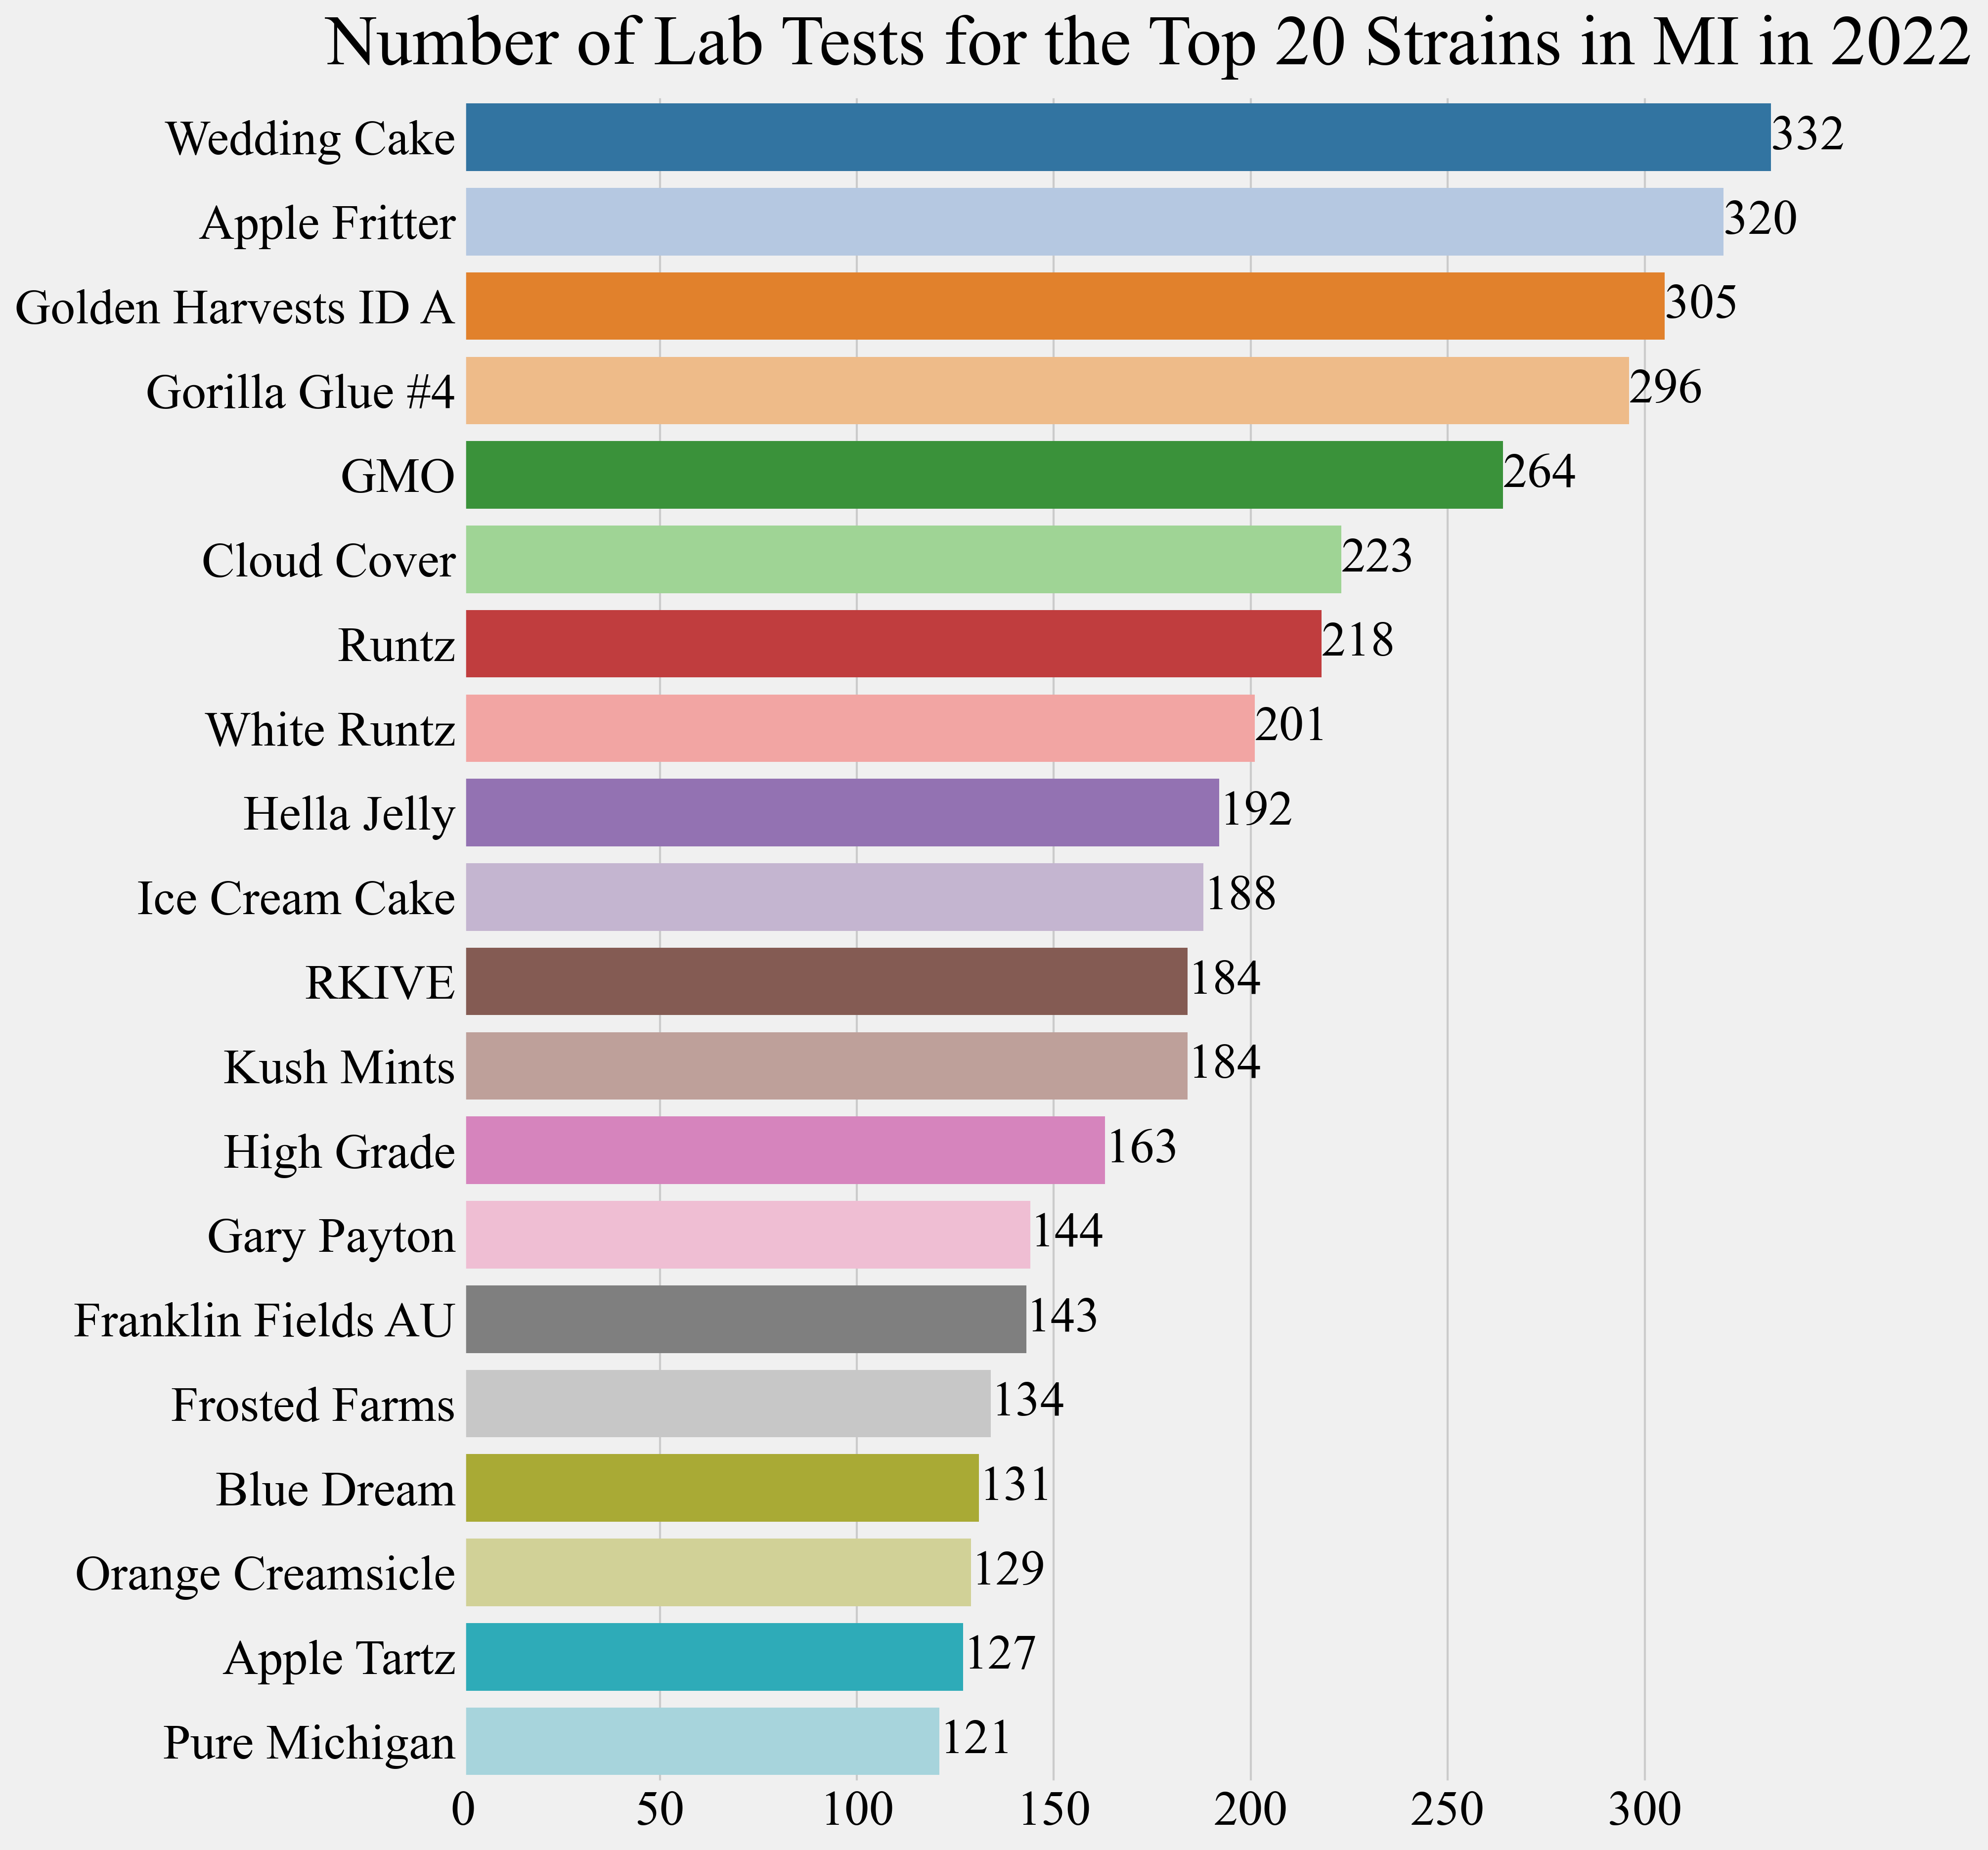 Number of Lab Tests for the Top 20 Strains in MI in 2022
Wedding Cake 332
Apple Fritter 320
Golden Harvests ID A 305
Gorilla Glue #4 296
GMO 264
Cloud Cover 223
Runtz 218
White Runtz 201
Hella Jelly 192
Ice Cream Cake 188
RKIVE 184
Kush Mints 184
High Grade 163
Gary Payton 144
Franklin Fields AU 143
Frosted Farms 134
Blue Dream 131
Orange Creamsicle 129
Apple Tartz 127
Pure Michigan 121
0 50 100 150 200 250 300